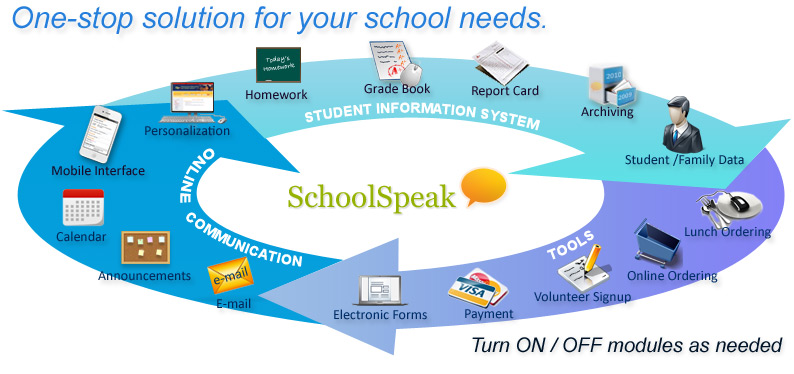 One-stop solution for your school needs.
Today's
Homework
Homework
Grade Book
Report Card
2010
2009
Archiving
Student /Family Data
STUDENT INFORMATION SYSTEM
Personalization
Mobile Interface
ONLINE
COMMUNICATION
Calendar
Announcements
e-mail
E-mail
SchoolSpeak
TOOLS
Lunch Ordering
Online Ordering
Volunteer Signup
VISA
Payment
Electronic Forms
Turn ON / OFF modules as needed